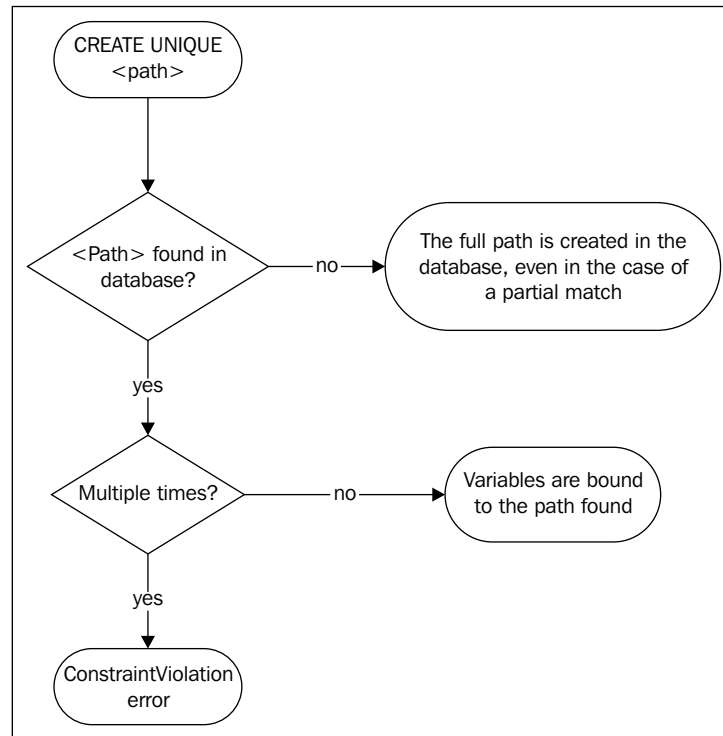 CREATE UNIQUE
<path>
<Path> found in
database?
no
The full path is created in the
database, even in the case of
a partial match
yes
Multiple times?
no
Variables are bound
to the path found
yes
ConstraintViolation
error